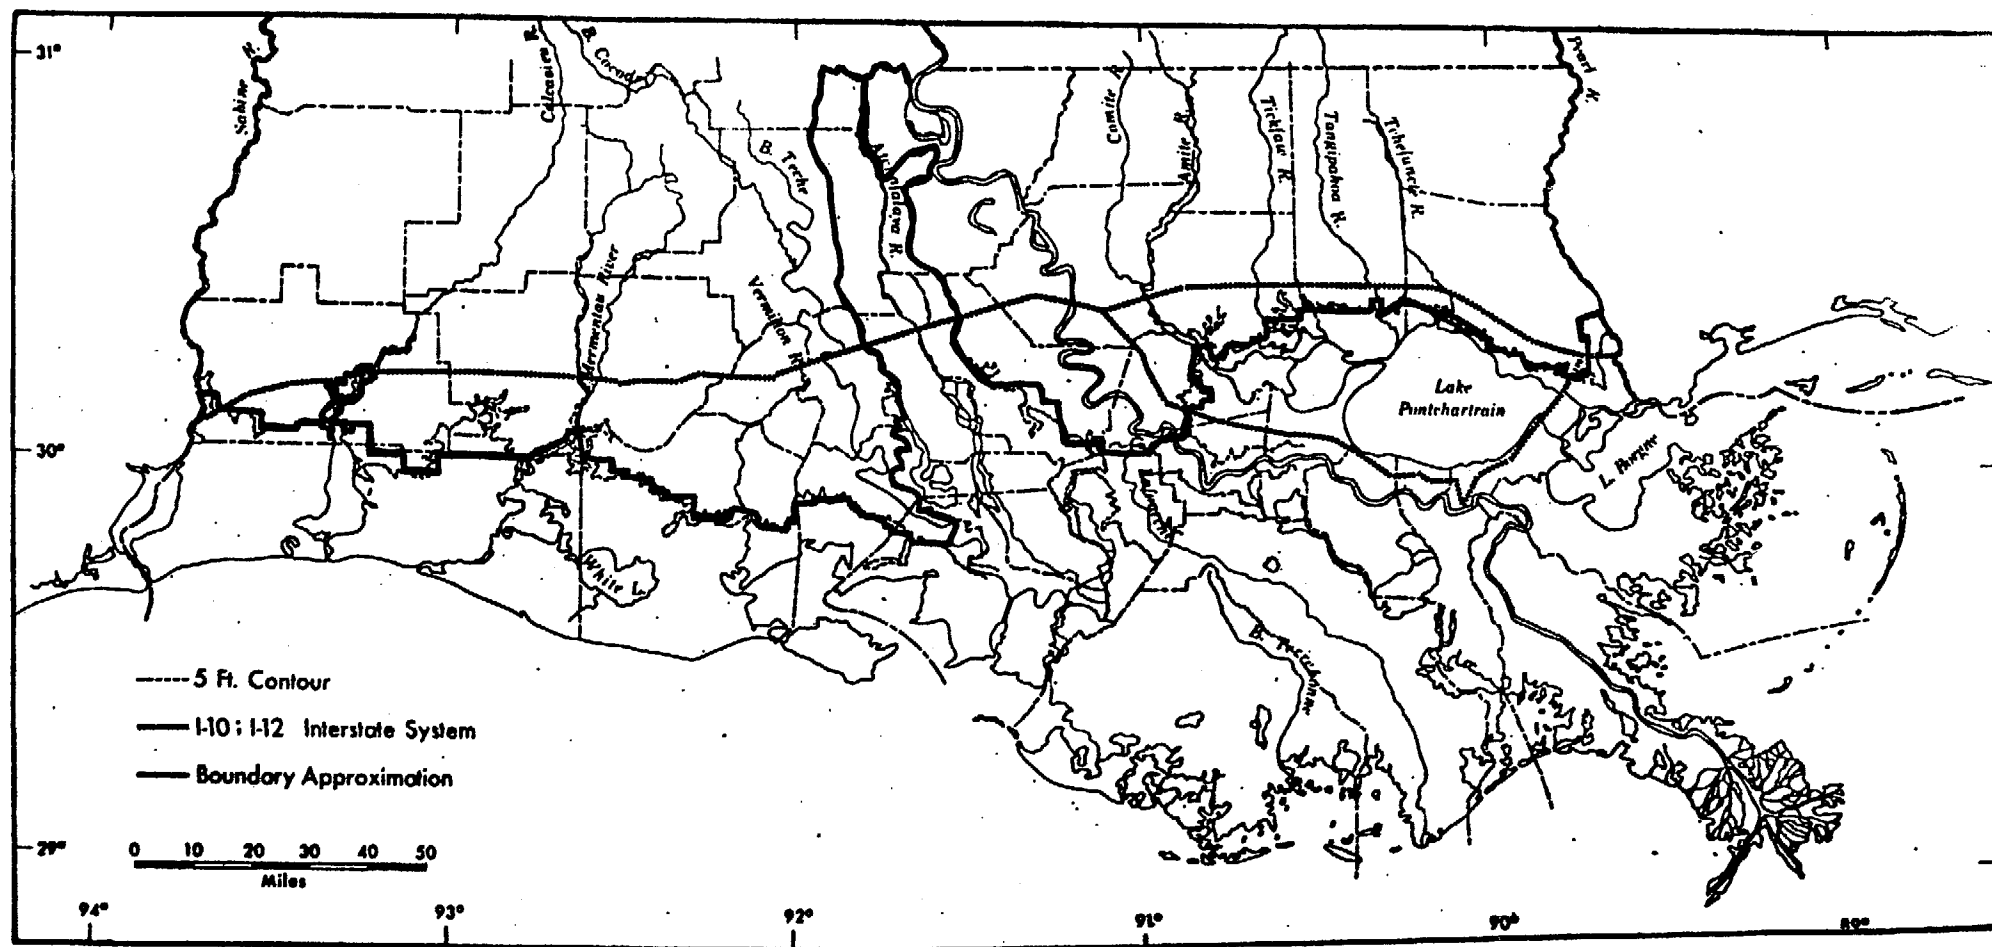 31°
Sabine R.
Calcasieu R.
B. Cocodrie
B. Teche
Atchafalaya R.
Comite R.
Amite R.
Tickfaw R.
Tangipahoa R.
Tchefuncte R.
Pearl R.
Mermentau River
Vermilion R.
Lake
Pontchartrain
30°
L. Borgne
White L.
B. Terrebonne
5 Ft. Contour
I-10; I-12 Interstate System
Boundary Approximation
29°
0 10 20 30 40 50
Miles
94° 93° 92° 91° 90° 89°